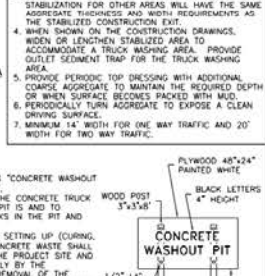 STABILIZATION FOR OTHER AREAS WILL HAVE THE SAME
AGGREGATE THICKNESS AND WIDTH REQUIREMENTS AS
THE STABILIZED CONSTRUCTION EXIT.
4. WHEN SHOWN ON THE CONSTRUCTION DRAWINGS,
WIDEN OR LENGTHEN STABILIZED AREA TO
ACCOMMODATE A TRUCK WASHING AREA. PROVIDE
OUTLET SEDIMENT TRAP FOR THE TRUCK WASHING
AREA.
5. PROVIDE PERIODIC TOP DRESSING WITH ADDITIONAL
COARSE AGGREGATE TO MAINTAIN THE REQUIRED DEPTH
OR WHEN SURFACE BECOMES PACKED WITH MUD.
6. PERIODICALLY TURN AGGREGATE TO EXPOSE A CLEAN
DRIVING SURFACE.
7. MINIMUM 14' WIDTH FOR ONE WAY TRAFFIC AND 20'
WIDTH FOR TWO WAY TRAFFIC.
PLYWOOD 48"x24"
PAINTED WHITE
"CONCRETE WASHOUT
HE CONCRETE TRUCK
PIT IS AND TO
KS IN THE PIT AND
WOOD POST
3"x3"x8'
BLACK LETTERS
4" HEIGHT
SETTING UP (CURING,
NCRETE WASTE SHALL
E PROJECT SITE AND
LY BY THE
EMOVAL OF THE
CONCRETE
WASHOUT PIT